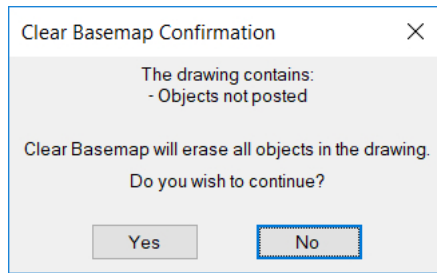 Clear Basemap Confirmation
The drawing contains:
- Objects not posted
Clear Basemap will erase all objects in the drawing.
Do you wish to continue?
Yes
No